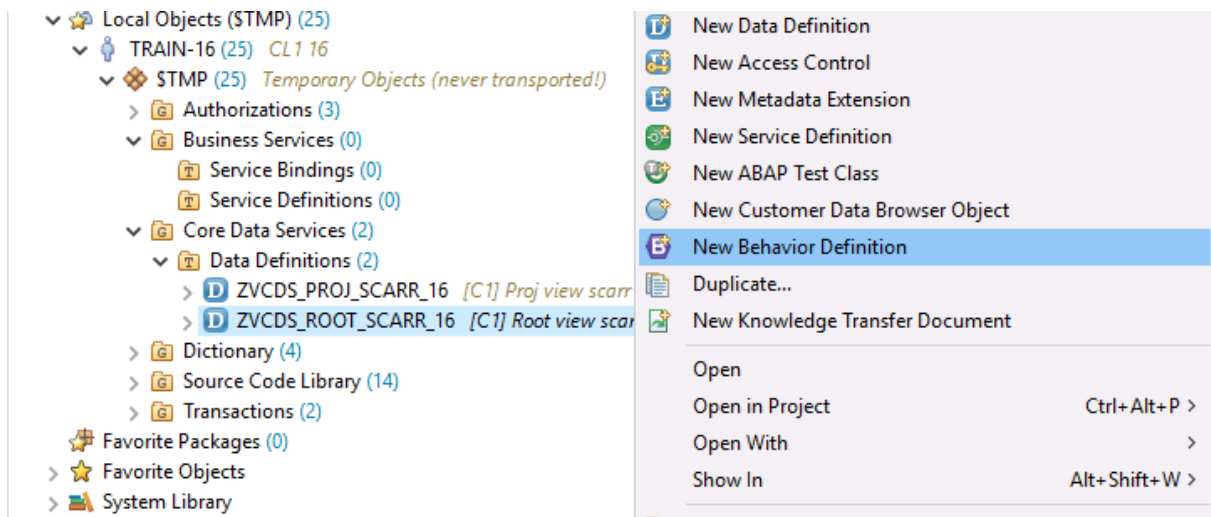 Local Objects ($TMP) (25)
TRAIN-16 (25) CL1 16
$TMP (25) Temporary Objects (never transported!)
G Authorizations (3)
G Business Services (0)
T Service Bindings (0)
T Service Definitions (0)
G Core Data Services (2)
T Data Definitions (2)
D ZVCDS_PROJ_SCARR_16 [C1] Proj view scarr
D ZVCDS_ROOT_SCARR_16 [C1] Root view scar
G Dictionary (4)
G Source Code Library (14)
G Transactions (2)
Favorite Packages (0)
Favorite Objects
System Library
D New Data Definition
New Access Control
E New Metadata Extension
New Service Definition
New ABAP Test Class
New Customer Data Browser Object
B New Behavior Definition
Duplicate...
New Knowledge Transfer Document
Open
Open in Project Ctrl+Alt+P >
Open With >
Show In Alt+Shift+W >